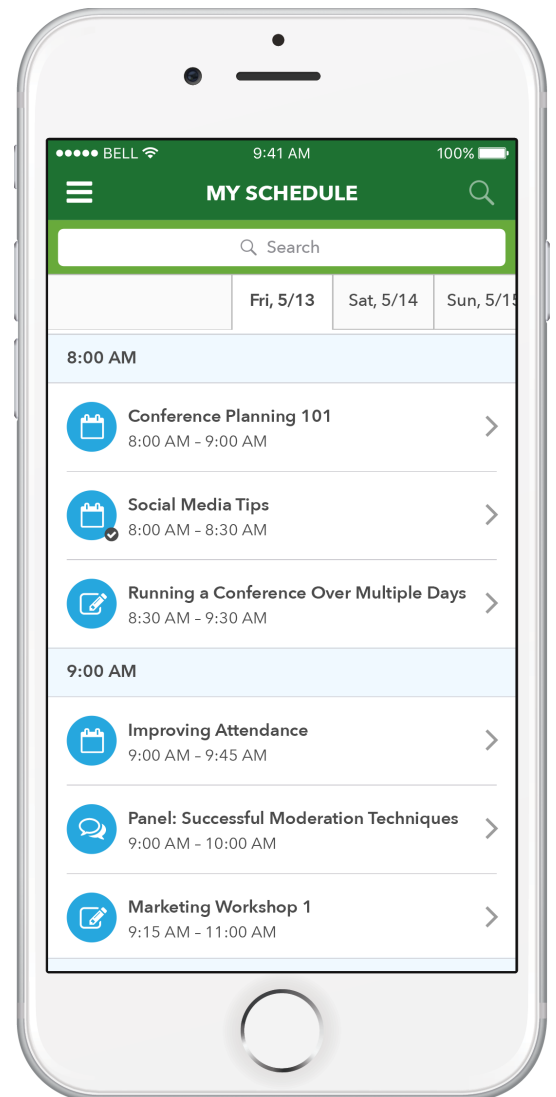 BELL 9:41 AM 100%
MY SCHEDULE
Search
Fri, 5/13 Sat, 5/14 Sun, 5/15
8:00 AM
Conference Planning 101
8:00 AM – 9:00 AM
Social Media Tips
8:00 AM – 8:30 AM
Running a Conference Over Multiple Days
8:30 AM – 9:30 AM
9:00 AM
Improving Attendance
9:00 AM – 9:45 AM
Panel: Successful Moderation Techniques
9:00 AM – 10:00 AM
Marketing Workshop 1
9:15 AM – 11:00 AM